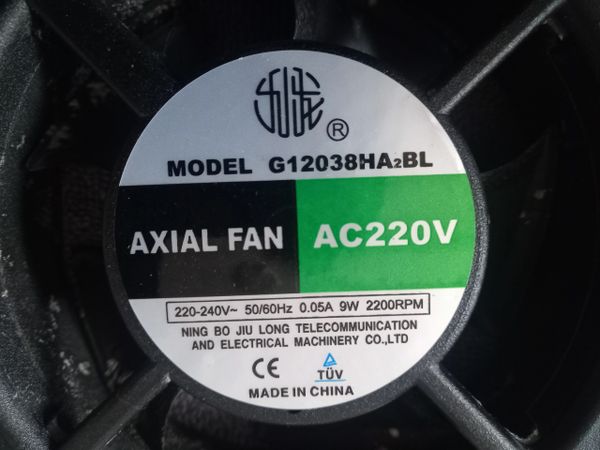 ®
MODEL G12038HA₂BL
AXIAL FAN AC220V
220-240V~ 50/60Hz 0.05A 9W 2200RPM
NING BO JIU LONG TELECOMMUNICATION
AND ELECTRICAL MACHINERY CO.,LTD
CE
TÜV
MADE IN CHINA